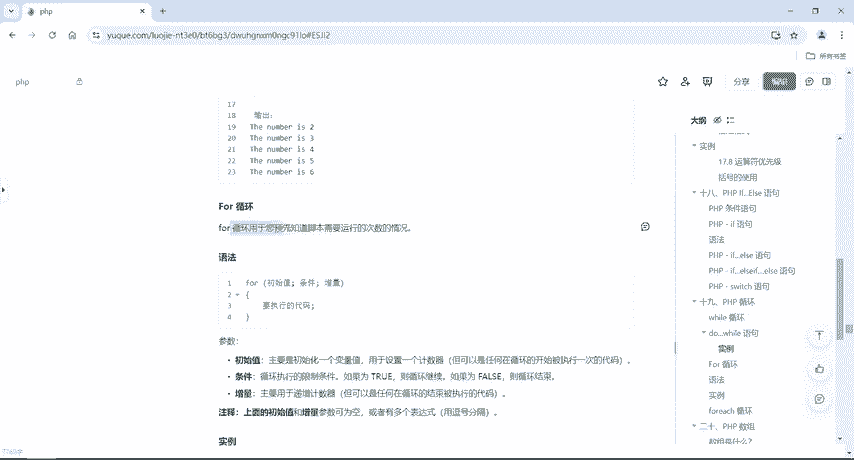 php
yuque.com/luojie-nt3e0/bt6bg3/dwuhgnxm0ngc91lo#ESJI2
所有书签
php
分享
编辑
17
18 输出:
19 The number is 2
20 The number is 3
21 The number is 4
22 The number is 5
23 The number is 6
For 循环
for 循环用于您预先知道脚本需要运行的次数的情况。
语法
1 for (初始值; 条件; 增量)
2 {
3 要执行的代码;
4 }
参数:
• 初始值: 主要是初始化一个变量值，用于设置一个计数器（但可以是任何在循环的开始被执行一次的代码）。
• 条件: 循环执行的限制条件。如果为 TRUE，则循环继续。如果为 FALSE，则循环结束。
• 增量: 主要用于递增计数器（但可以是任何在循环的结束被执行的代码）。
注释: 上面的初始值和增量参数可为空，或者有多个表达式（用逗号分隔）。
实例
大纲
实例
17.8 运算符优先级
括号的使用
十八、PHP If...Else 语句
PHP 条件语句
PHP - if 语句
语法
PHP - if...else 语句
PHP - if...elseif...else 语句
PHP - switch 语句
十九、PHP 循环
while 循环
do...while 语句
实例
For 循环
语法
实例
foreach 循环
二十、PHP 数组
数组是什么?